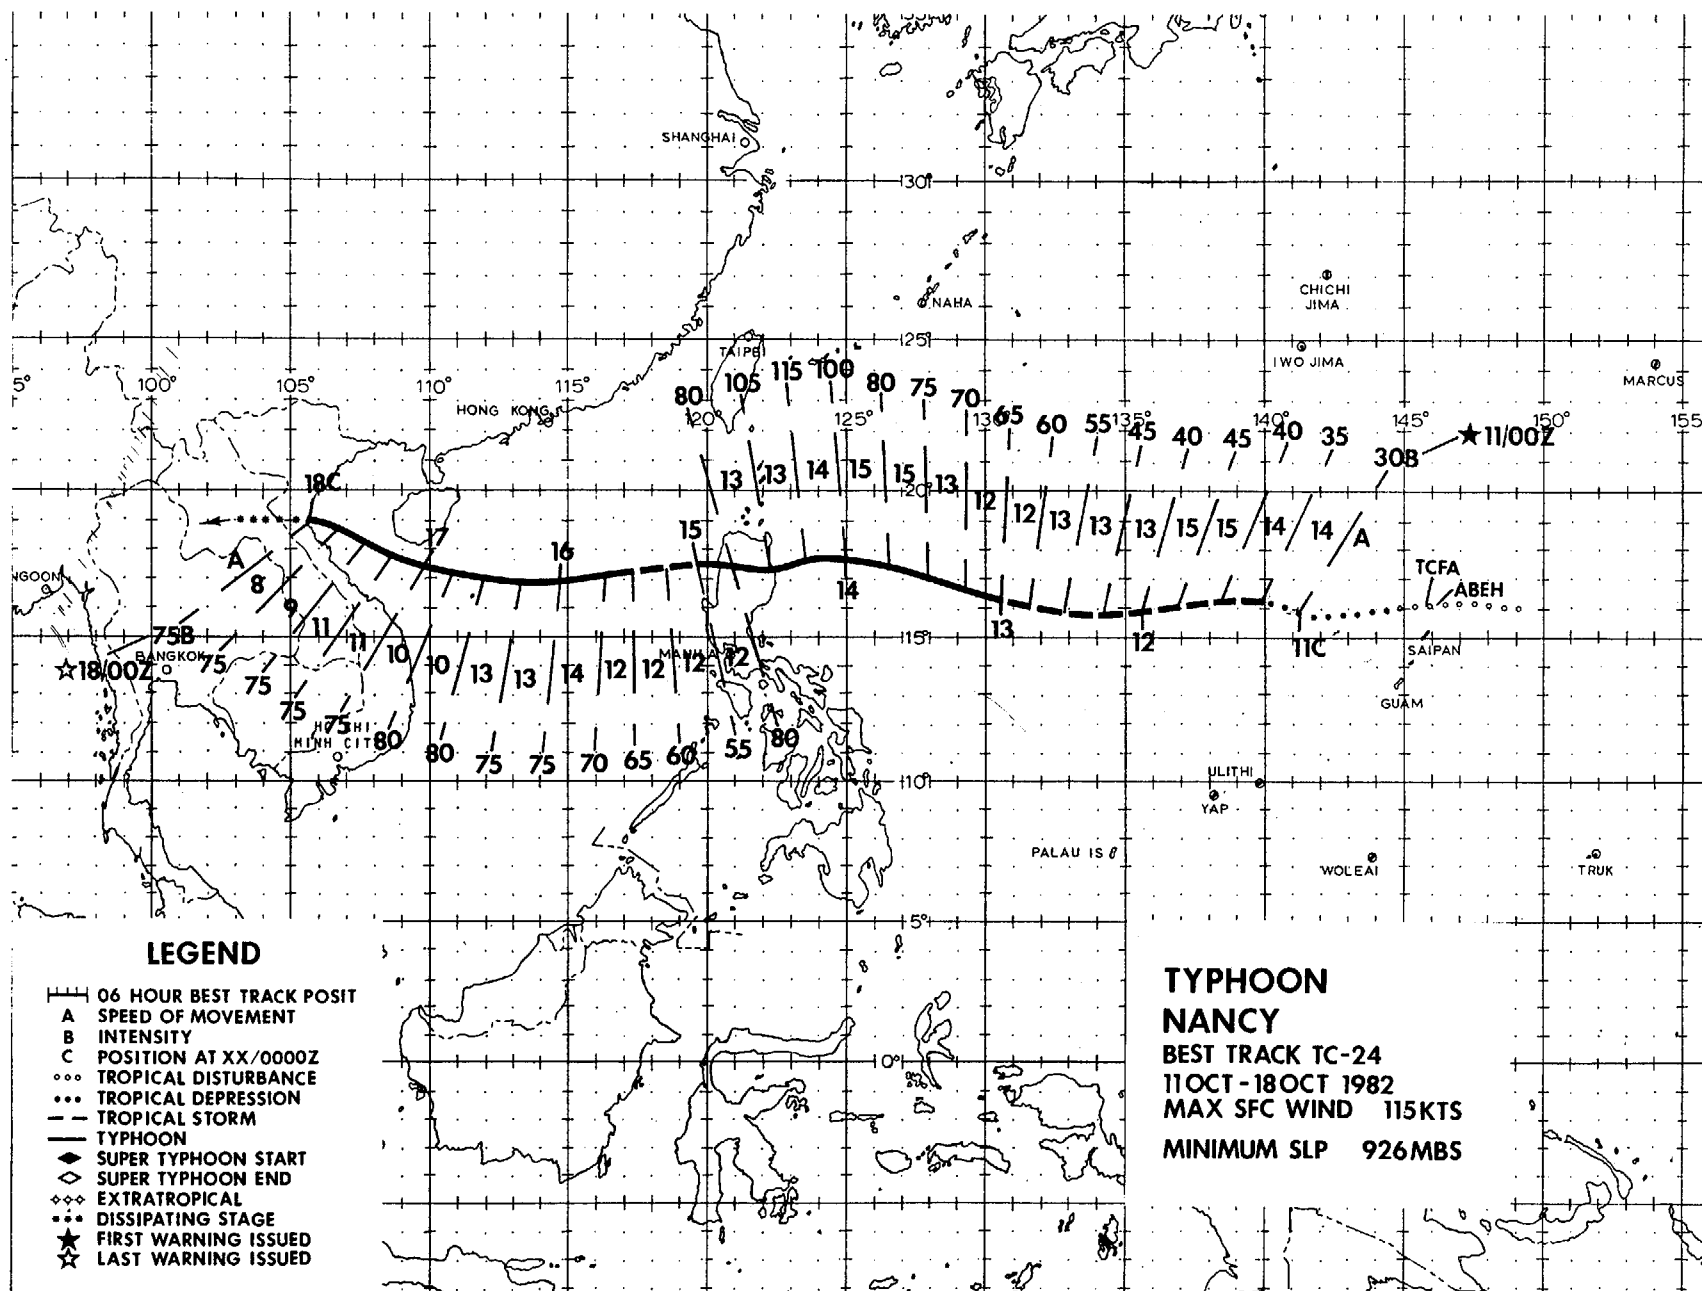 SHANGHAI
30°
NAHA
CHICHI
JIMA
25°
TAIPEI
IWO JIMA
MARCUS
5° 100° 105° 110° 115°
80 105 115 100 80 75 70
HONG KONG
120° 125° 130° 135° 140° 145° 150° 155°
65 60 55 45 40 45 40 35
30B
11/00Z
13 13 14 15 15 13 12 12 13 13 13 15 15 14 14 A
20°
18C
17
16
15
14
13
12
11C
TCFA
ABEH
NGOON
A 8 9 11 11 10 10 13 13 14 12 12 12 12
15°
MANILA
SAIPAN
GUAM
75B
BANGKOK
18/00Z
75 75 75 75 80 80 75 75 70 65 60 55 80
HO CHI
MINH CITY
10°
ULITHI
YAP
PALAU IS
WOLEAI
TRUK
5°
0°
LEGEND
06 HOUR BEST TRACK POSIT
A SPEED OF MOVEMENT
B INTENSITY
C POSITION AT XX/0000Z
TROPICAL DISTURBANCE
TROPICAL DEPRESSION
TROPICAL STORM
TYPHOON
SUPER TYPHOON START
SUPER TYPHOON END
EXTRATROPICAL
DISSIPATING STAGE
FIRST WARNING ISSUED
LAST WARNING ISSUED
TYPHOON
NANCY
BEST TRACK TC-24
11OCT-18OCT 1982
MAX SFC WIND 115KTS
MINIMUM SLP 926MBS